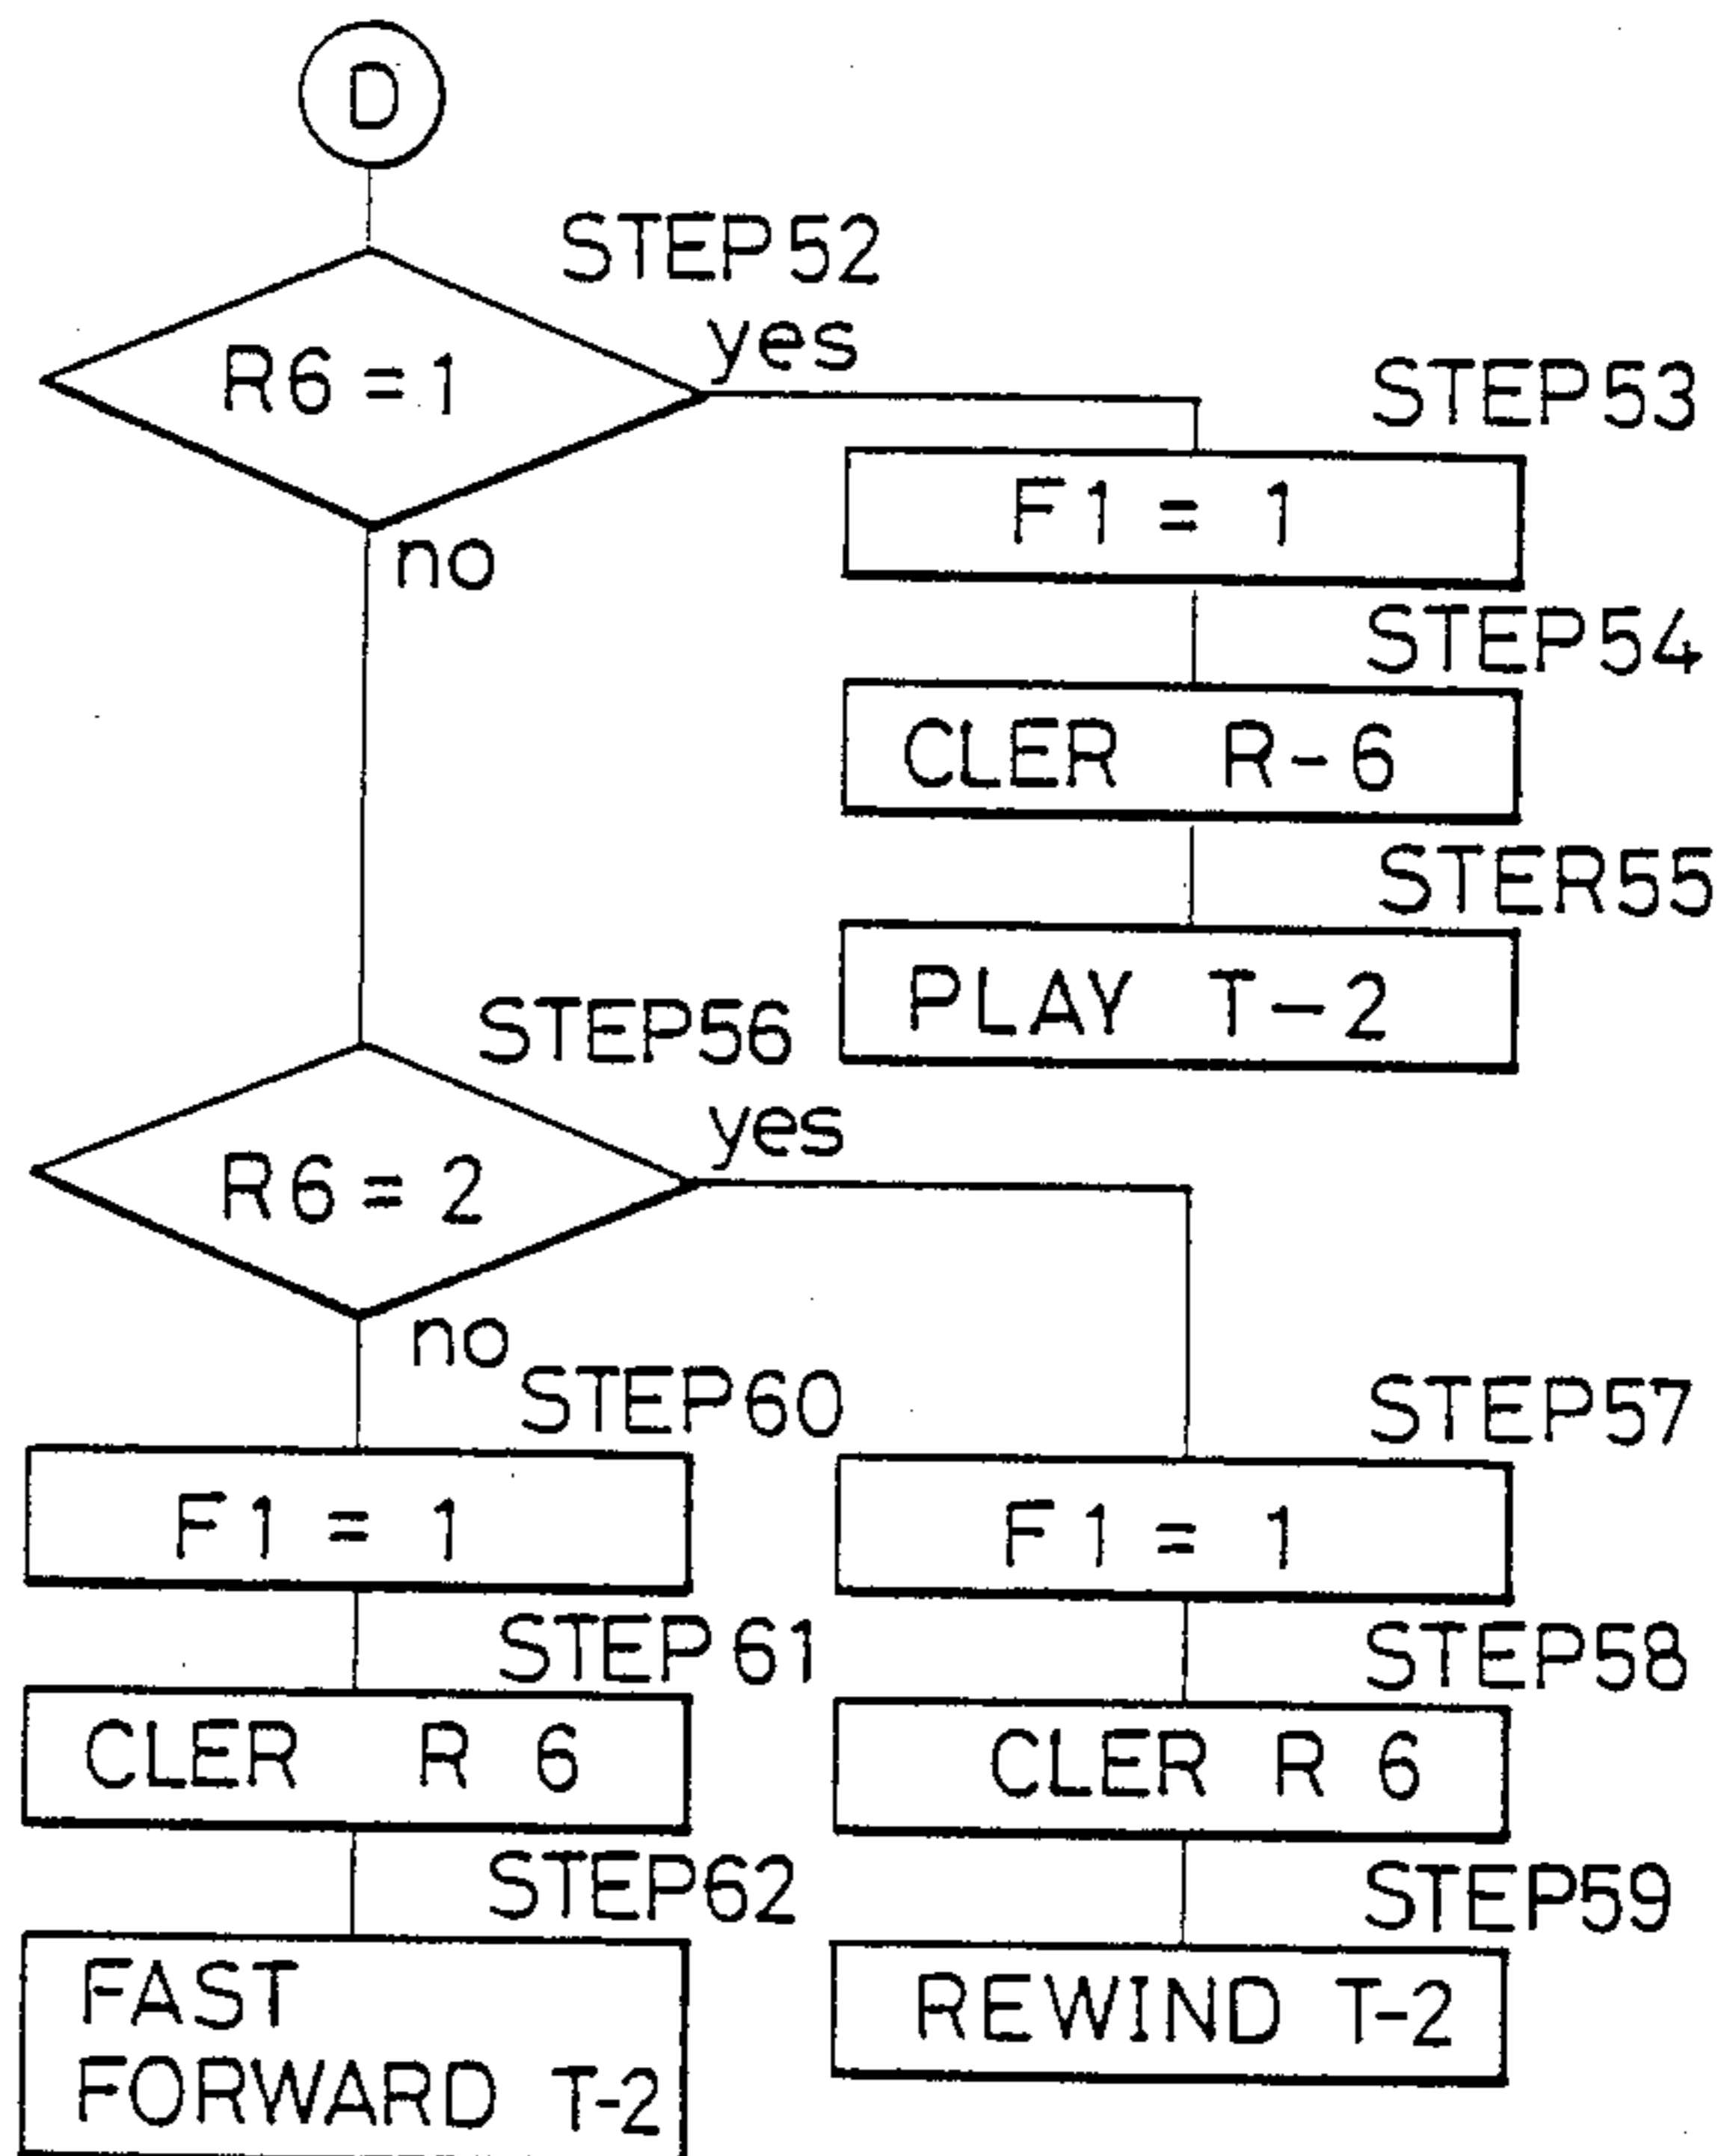 D
STEP52
R6 = 1
yes
no
STEP53
F1 = 1
STEP54
CLER R-6
STER55
PLAY T-2
STEP56
R6 = 2
yes
no
STEP60
F1 = 1
STEP61
CLER R 6
STEP62
FAST
FORWARD T-2
STEP57
F1 = 1
STEP58
CLER R 6
STEP59
REWIND T-2